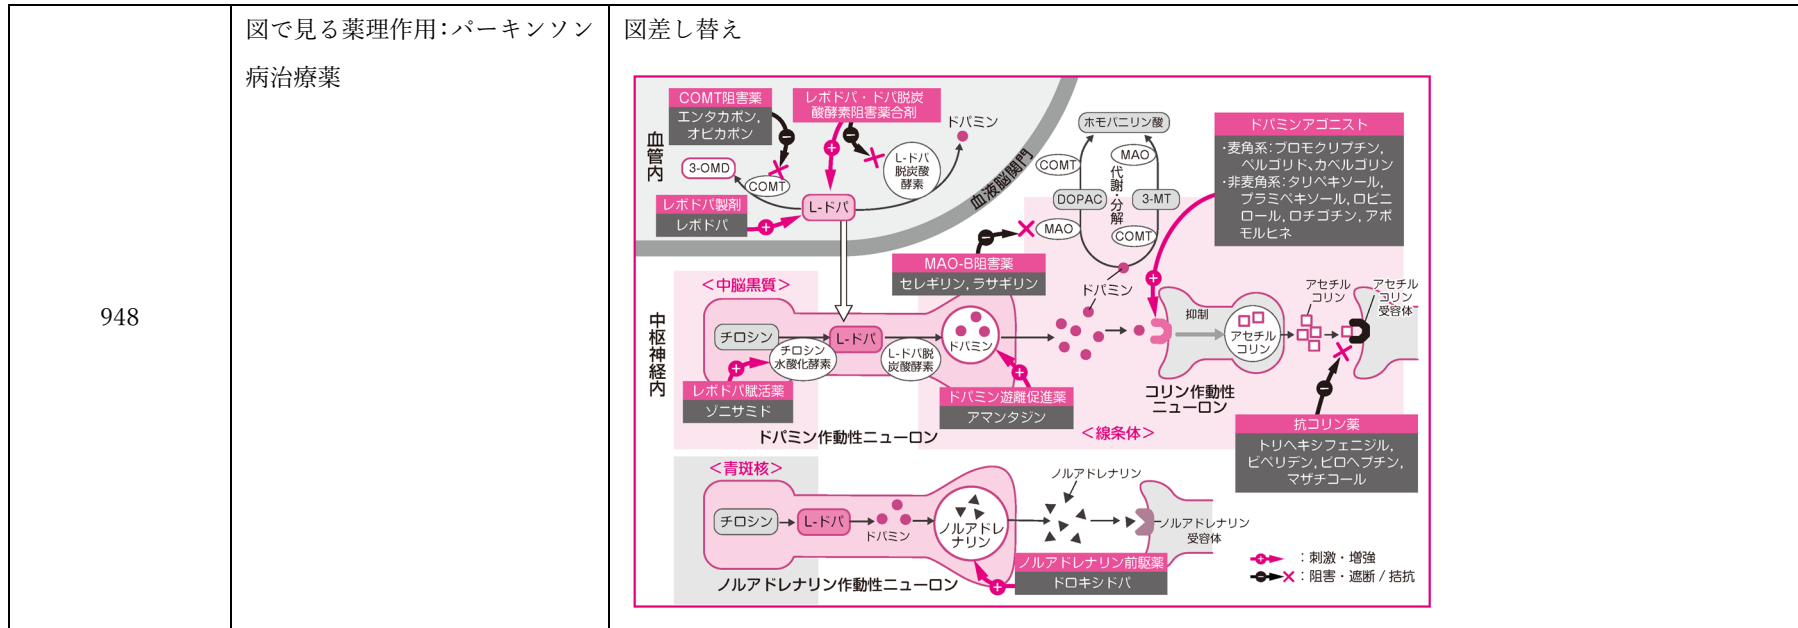 948
図で見る薬理作用：パーキンソン
病治療薬
図差し替え
血管内
COMT阻害薬
エンタカポン，
オピカポン
レボドパ・ドパ脱炭
酸酵素阻害薬合剤
ドパミン
3-OMD
COMT
L-ドパ
脱炭酸
酵素
レボドパ製剤
レボドパ
L-ドパ
血液脳関門
ホモバニリン酸
COMT
MAO
代謝・分解
DOPAC
3-MT
MAO
COMT
ドパミン
ドパミンアゴニスト
・麦角系：ブロモクリプチン，
ペルゴリド，カベルゴリン
・非麦角系：タリペキソール，
プラミペキソール，ロピニ
ロール，ロチゴチン，アポ
モルヒネ
MAO-B阻害薬
セレギリン，ラサギリン
中枢神経内
＜中脳黒質＞
チロシン
L-ドパ
ドパミン
チロシン
水酸化酵素
L-ドパ脱
炭酸酵素
レボドパ賦活薬
ゾニサミド
ドパミン遊離促進薬
アマンタジン
ドパミン作動性ニューロン
＜線条体＞
抑制
アセチル
コリン
アセチル
コリン
アセチル
コリン
受容体
コリン作動性
ニューロン
抗コリン薬
トリヘキシフェニジル，
ビペリデン，ピロヘプチン，
マザチコール
＜青斑核＞
チロシン
L-ドパ
ドパミン
ノルアドレ
ナリン
ノルアドレナリン
ノルアドレナリン
受容体
ノルアドレナリン前駆薬
ドロキシドパ
ノルアドレナリン作動性ニューロン
：刺激・増強
：阻害・遮断 / 拮抗